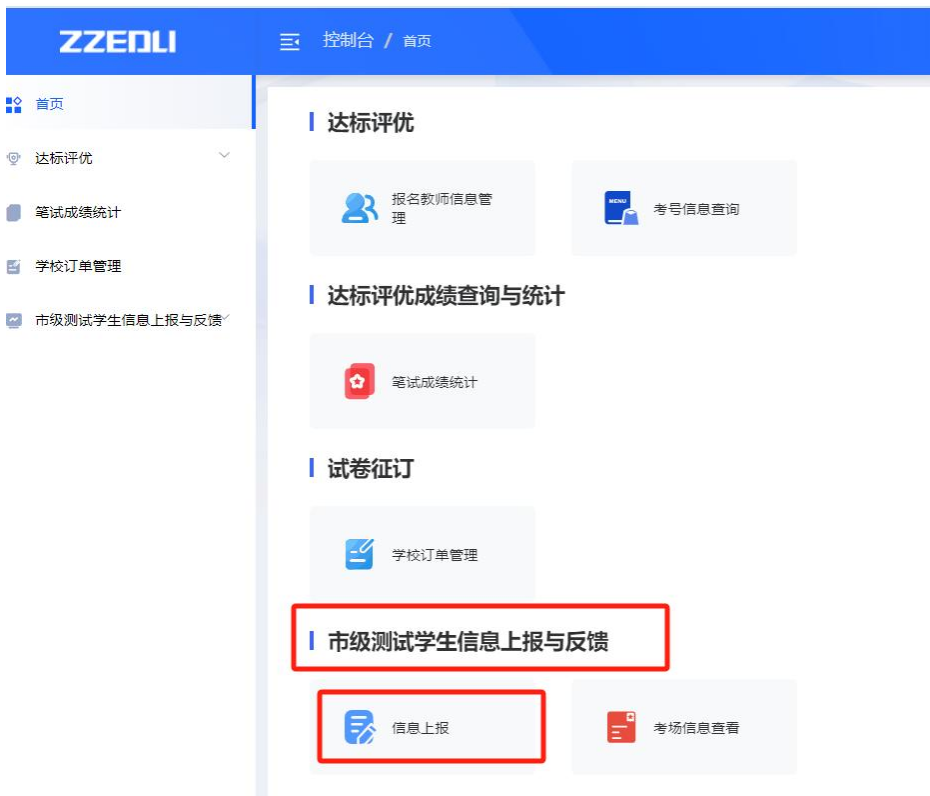 ZZEDLI
控制台 / 首页
首页
达标评优
笔试成绩统计
学校订单管理
市级测试学生信息上报与反馈
达标评优
报名教师信息管
理
MENU
考号信息查询
达标评优成绩查询与统计
笔试成绩统计
试卷征订
学校订单管理
市级测试学生信息上报与反馈
信息上报
考场信息查看